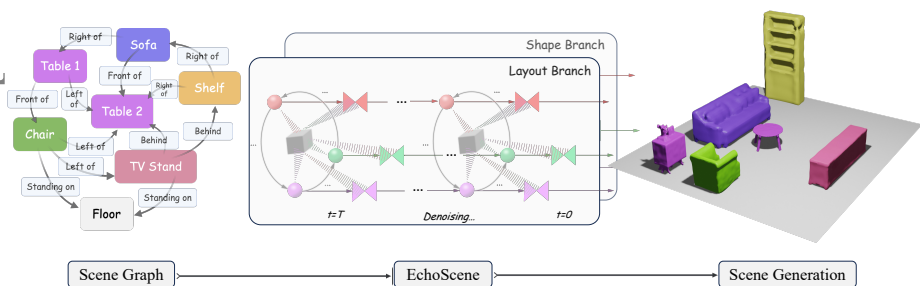 Right of
Sofa
Right of
Table 1
Front of
Right
of
Shelf
Front of
Left
of
Table 2
Chair
Left of
Behind
Behind
Left of
TV Stand
Standing on
Standing on
Floor
Shape Branch
Layout Branch
...
...
...
...
...
...
...
...
...
t=T
Denoising...
t=0
Scene Graph
EchoScene
Scene Generation